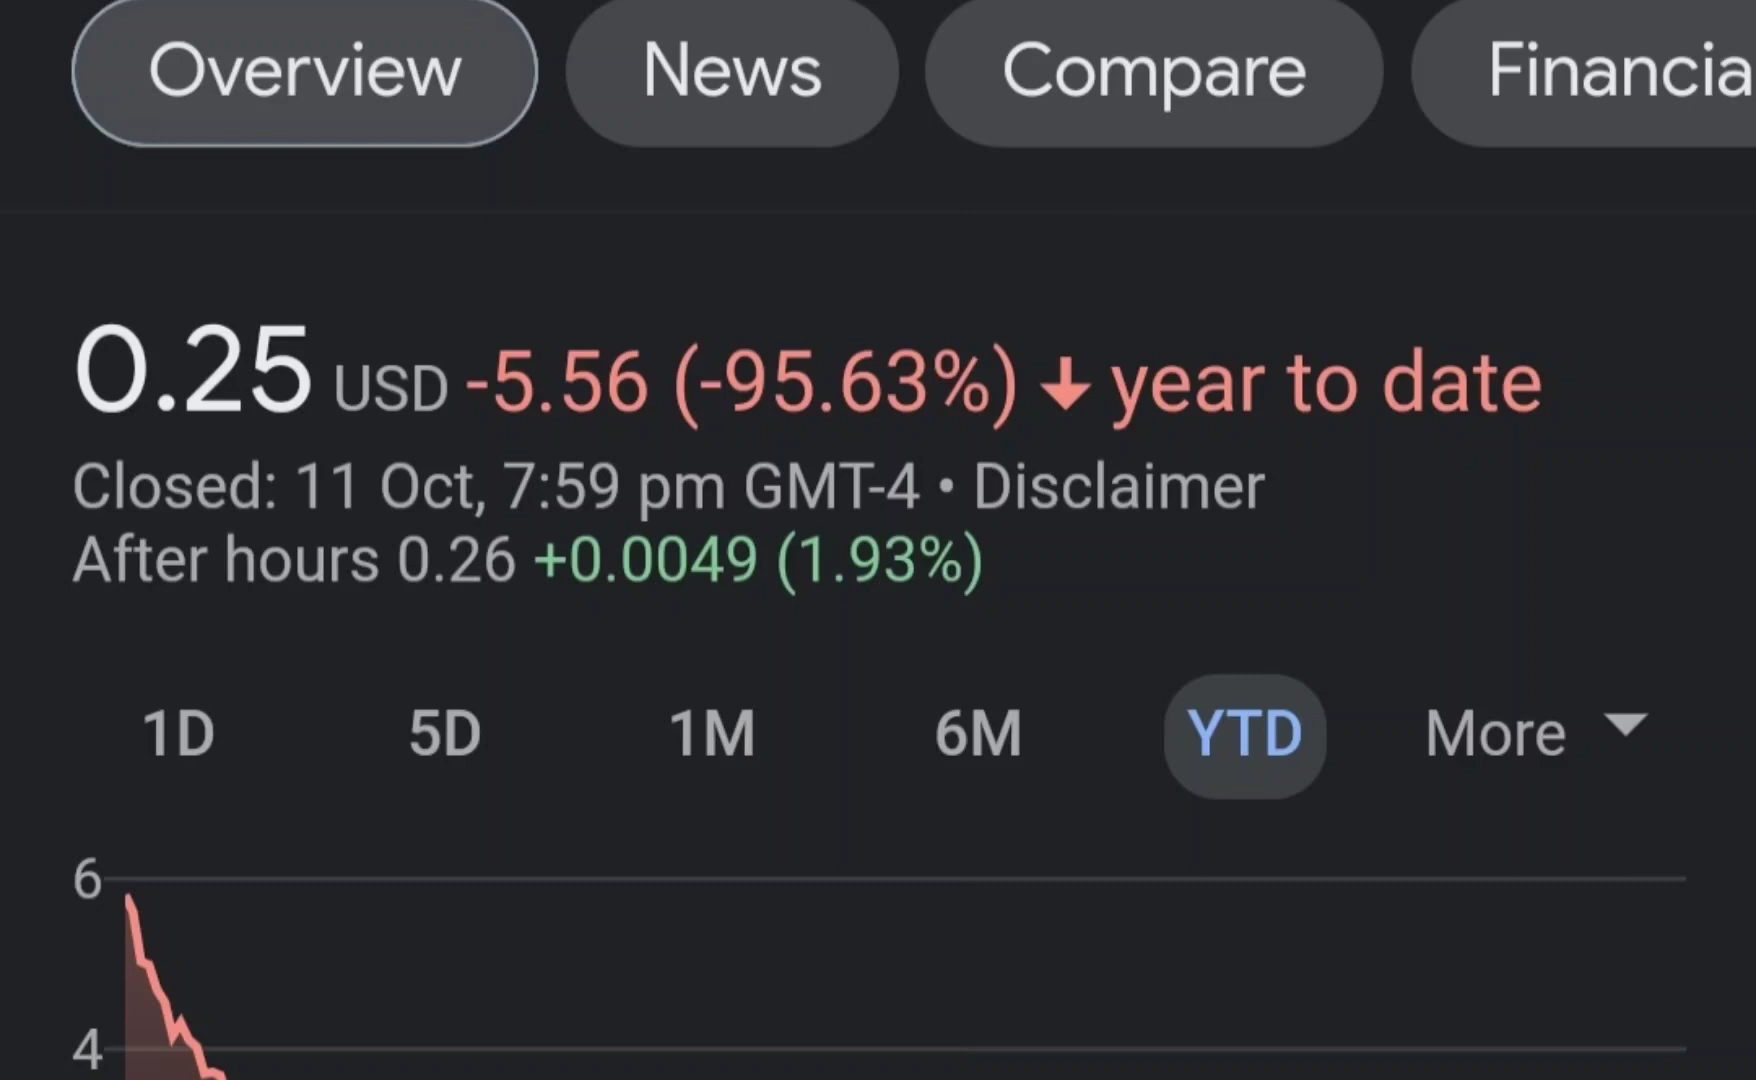 Overview News Compare Financia
0.25 USD -5.56 (-95.63%) ↓ year to date
Closed: 11 Oct, 7:59 pm GMT-4 • Disclaimer
After hours 0.26 +0.0049 (1.93%)
1D 5D 1M 6M YTD More
6
4